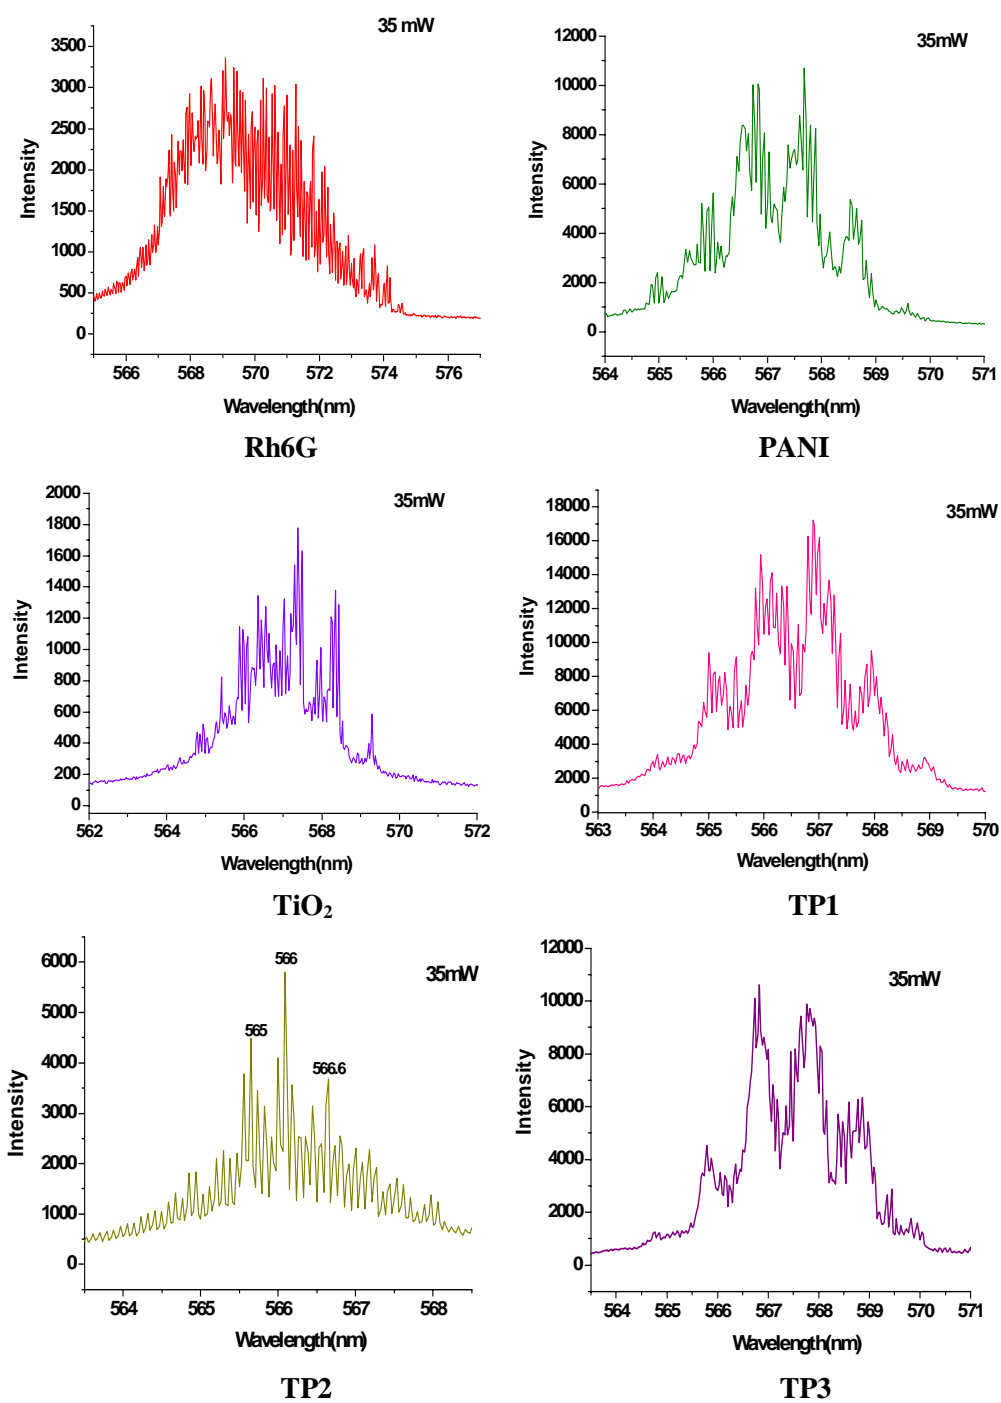 35 mW
3500
3000
2500
2000
1500
1000
500
0
Intensity
566 568 570 572 574 576
Wavelength(nm)
Rh6G
35mW
12000
10000
8000
6000
4000
2000
0
Intensity
564 565 566 567 568 569 570 571
Wavelength(nm)
PANI
35mW
2000
1800
1600
1400
1200
1000
800
600
400
200
0
Intensity
562 564 566 568 570 572
Wavelength(nm)
TiO₂
35mW
18000
16000
14000
12000
10000
8000
6000
4000
2000
0
Intensity
563 564 565 566 567 568 569 570
Wavelength(nm)
TP1
35mW
566
565
566.6
6000
5000
4000
3000
2000
1000
0
Intensity
564 565 566 567 568
Wavelength(nm)
TP2
35mW
12000
10000
8000
6000
4000
2000
0
Intensity
564 565 566 567 568 569 570 571
Wavelength(nm)
TP3